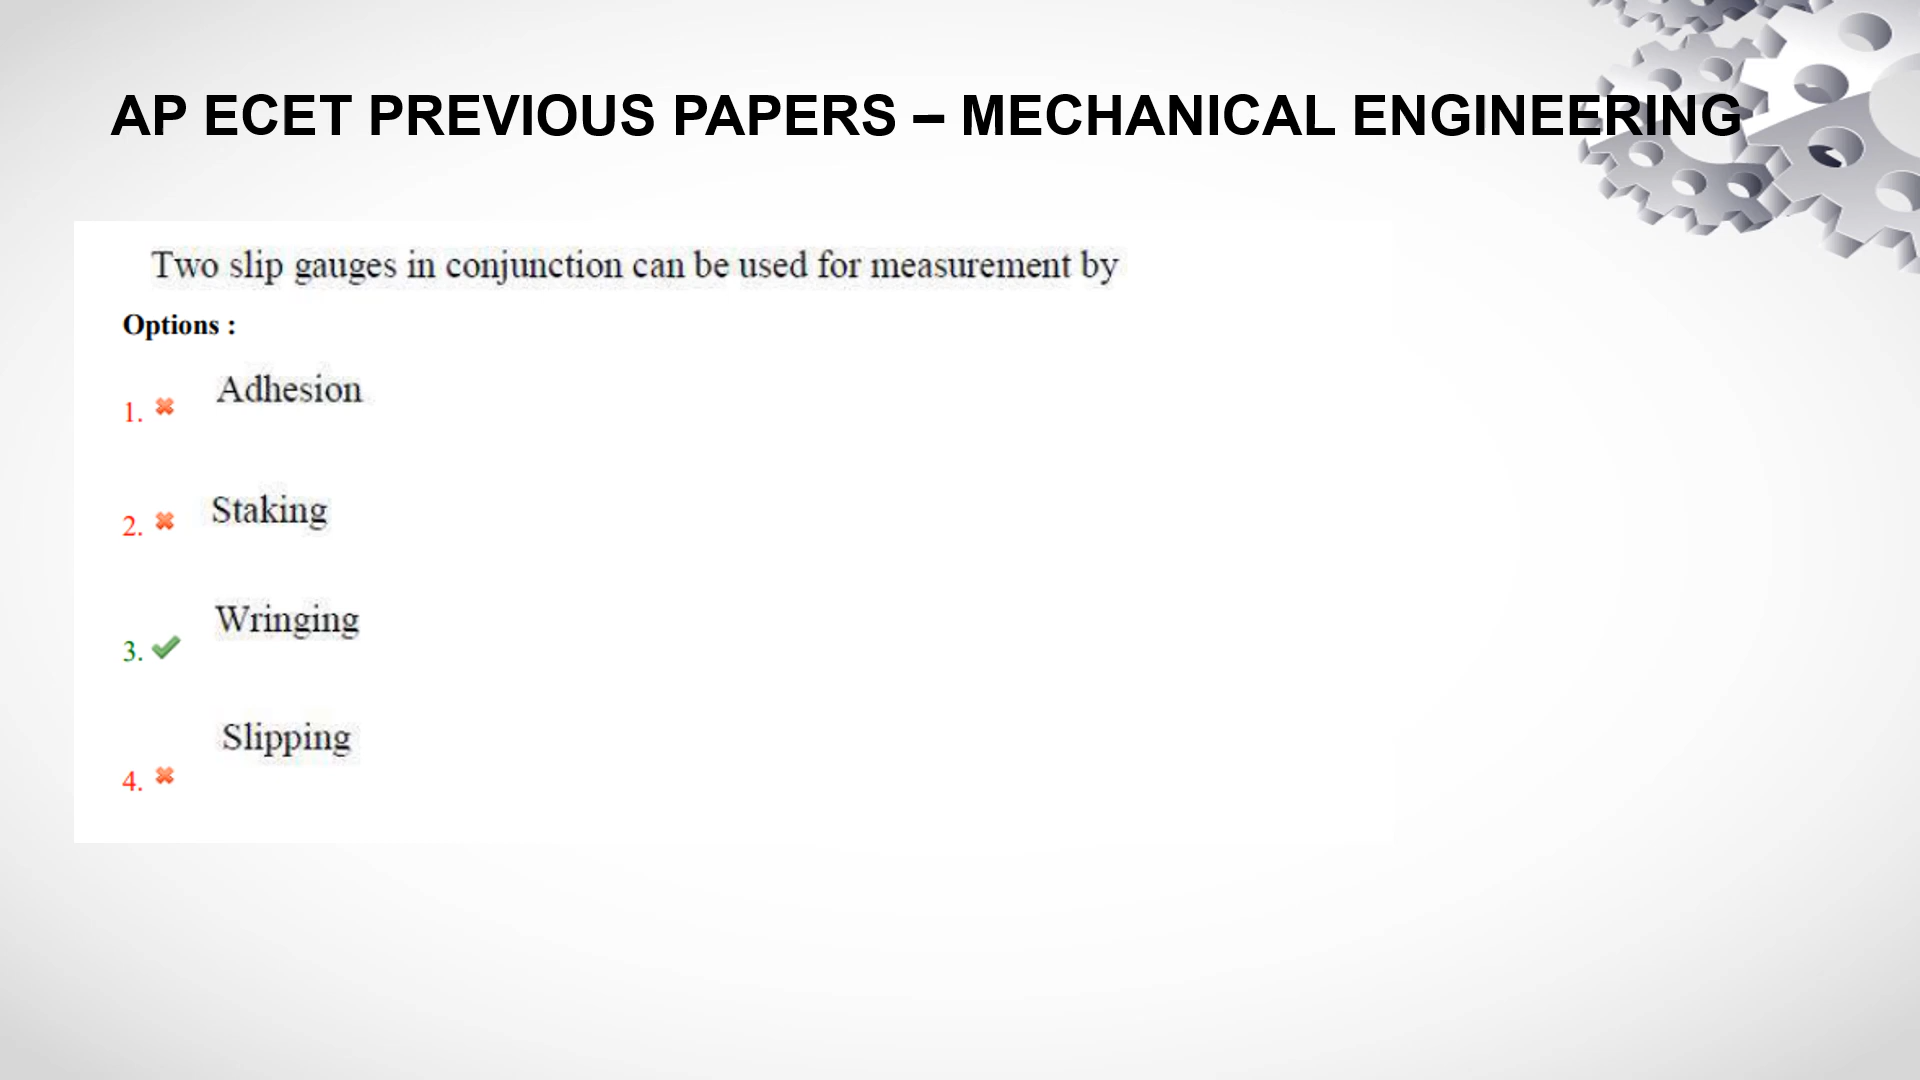 AP ECET PREVIOUS PAPERS – MECHANICAL ENGINEERING
Two slip gauges in conjunction can be used for measurement by
Options :
1. Adhesion
2. Staking
3. Wringing
4. Slipping